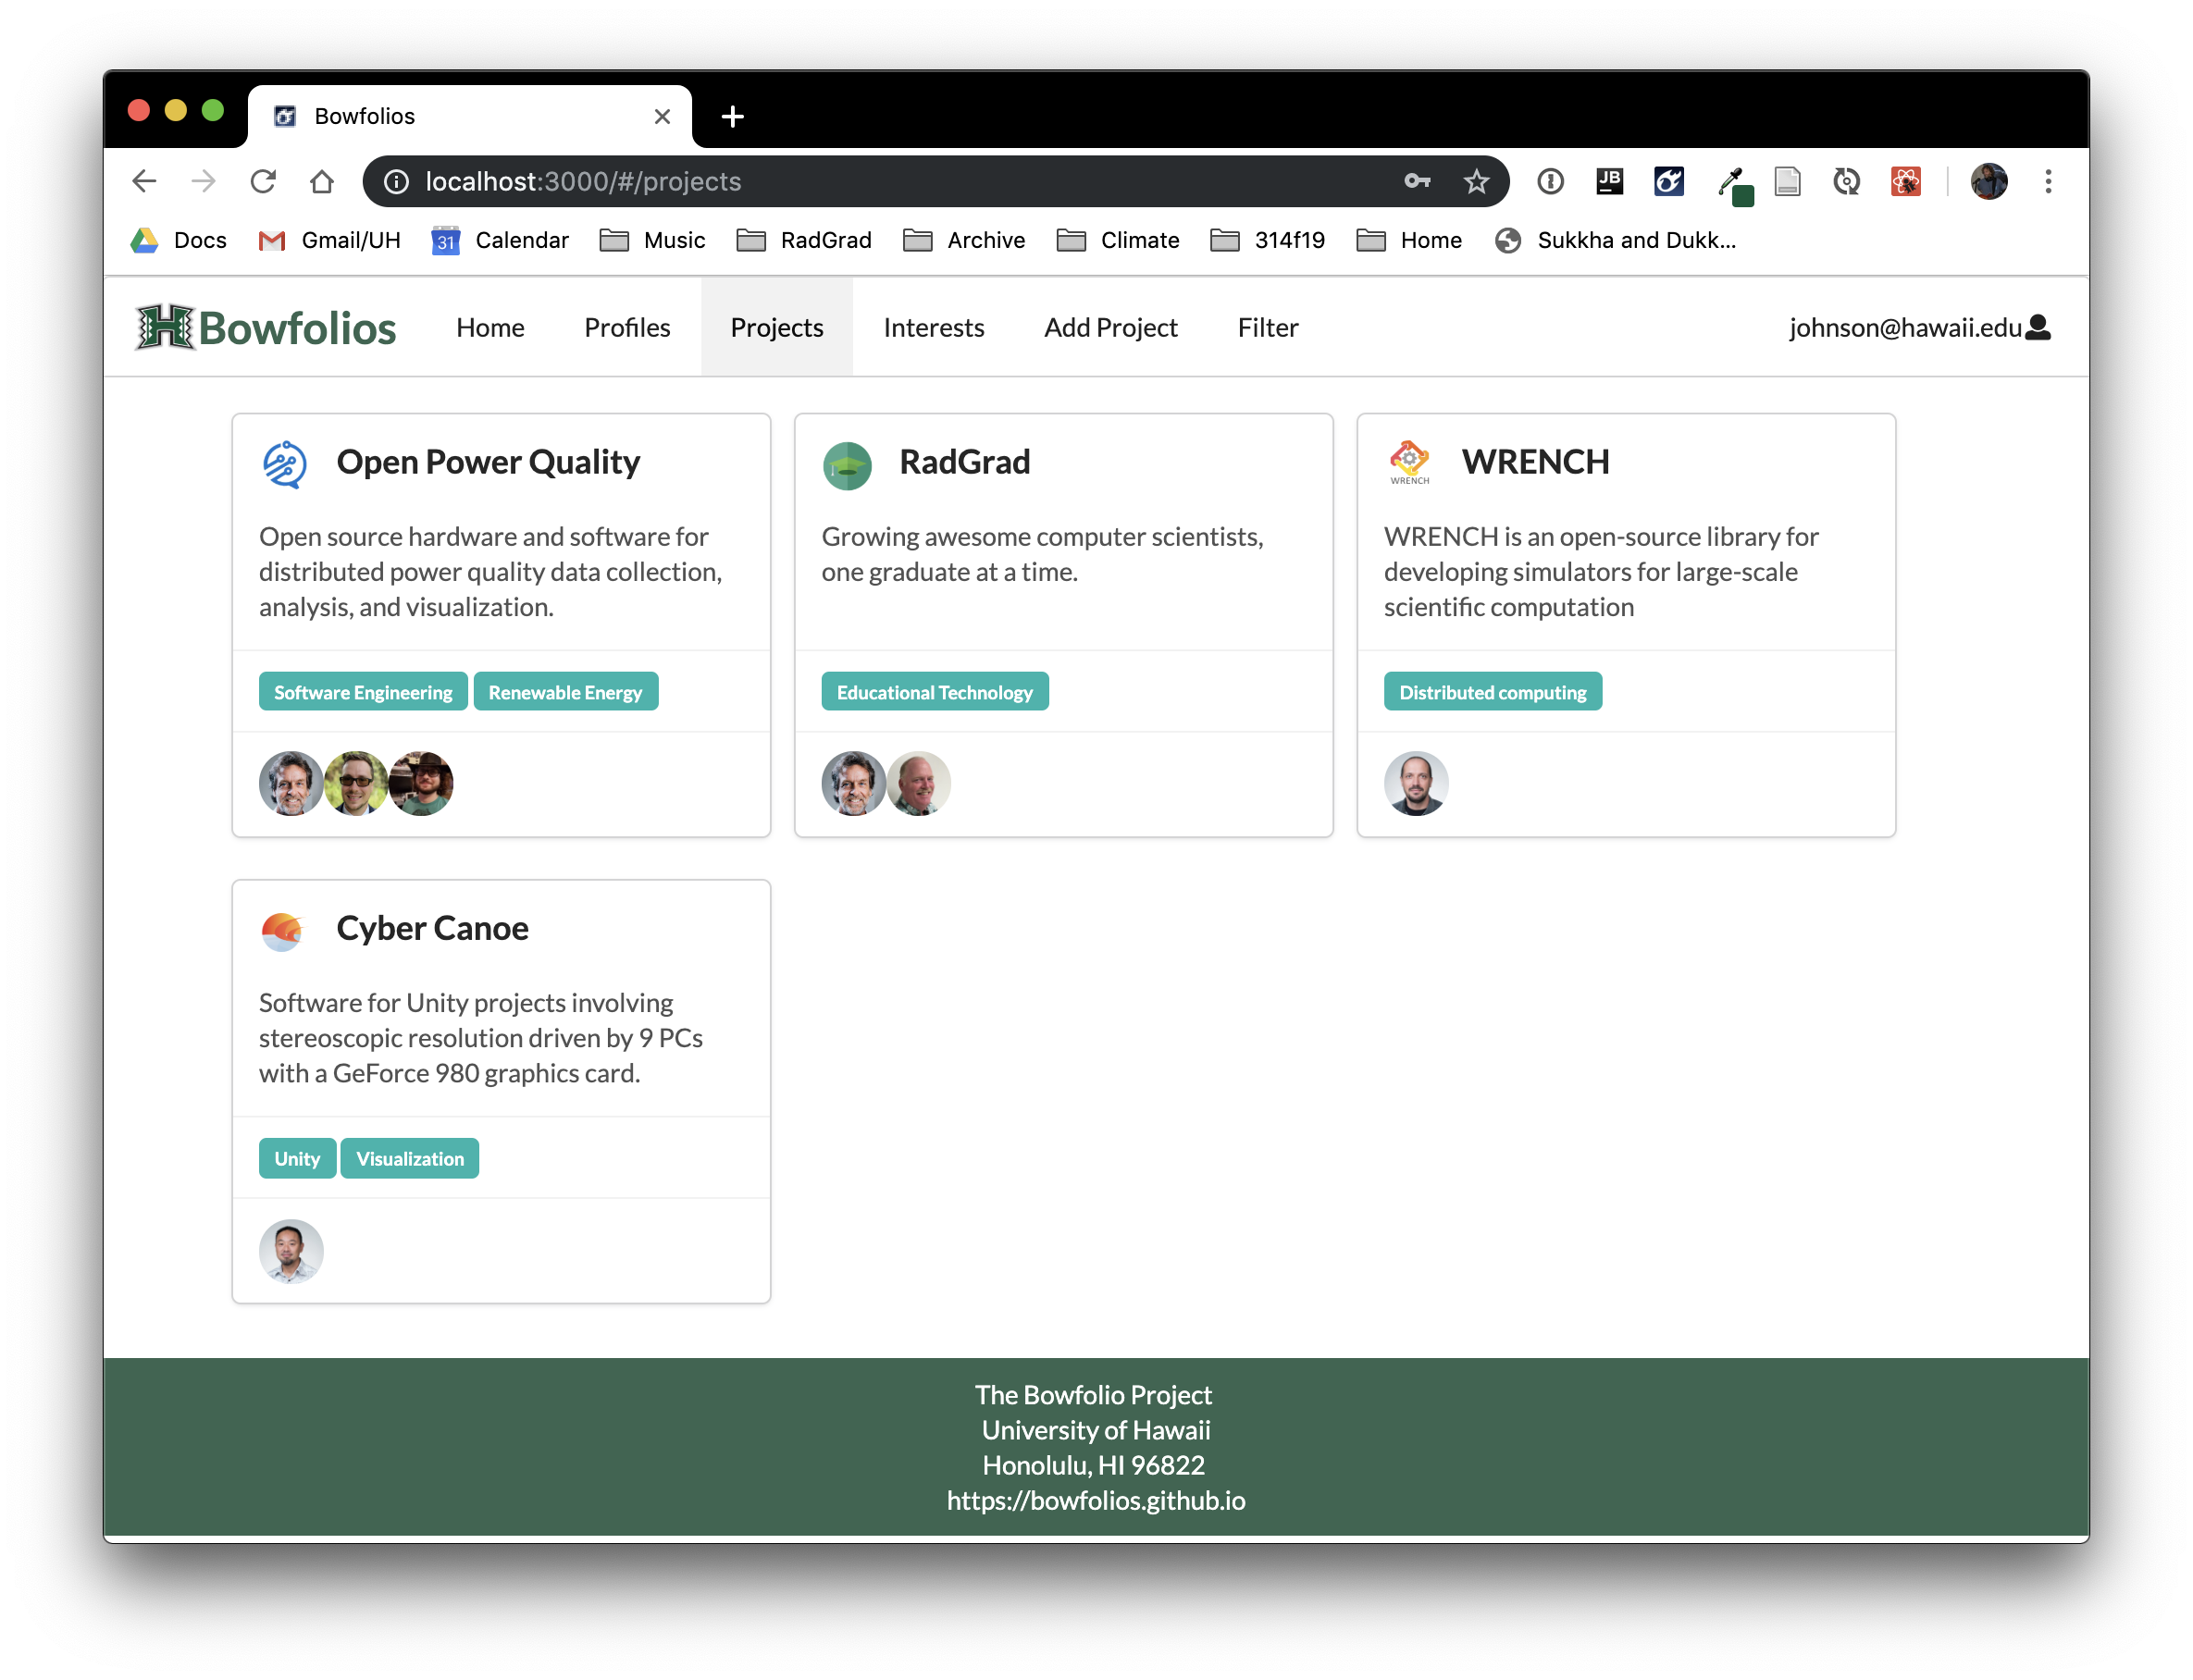 Bowfolios
localhost:3000/#/projects
JB
Docs Gmail/UH 31 Calendar Music RadGrad Archive Climate 314f19 Home Sukkha and Dukk...
H Bowfolios Home Profiles Projects Interests Add Project Filter johnson@hawaii.edu
Open Power Quality
Open source hardware and software for
distributed power quality data collection,
analysis, and visualization.
Software Engineering Renewable Energy
RadGrad
Growing awesome computer scientists,
one graduate at a time.
Educational Technology
WRENCH
WRENCH
WRENCH is an open-source library for
developing simulators for large-scale
scientific computation
Distributed computing
Cyber Canoe
Software for Unity projects involving
stereoscopic resolution driven by 9 PCs
with a GeForce 980 graphics card.
Unity Visualization
The Bowfolio Project
University of Hawaii
Honolulu, HI 96822
https://bowfolios.github.io